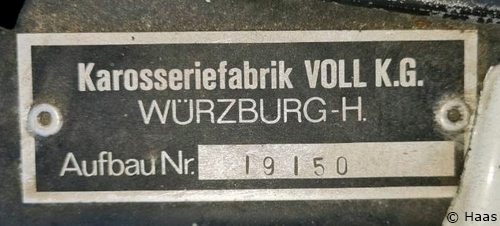 Karosseriefabrik VOLL K.G.
WÜRZBURG-H.
Aufbau Nr. 19150
© Haas